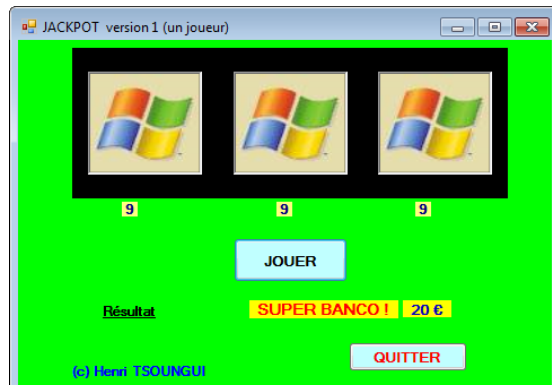 JACKPOT version 1 (un joueur)
9 9 9
JOUER
Résultat SUPER BANCO ! 20 €
QUITTER
(c) Henri TSOUNGUI